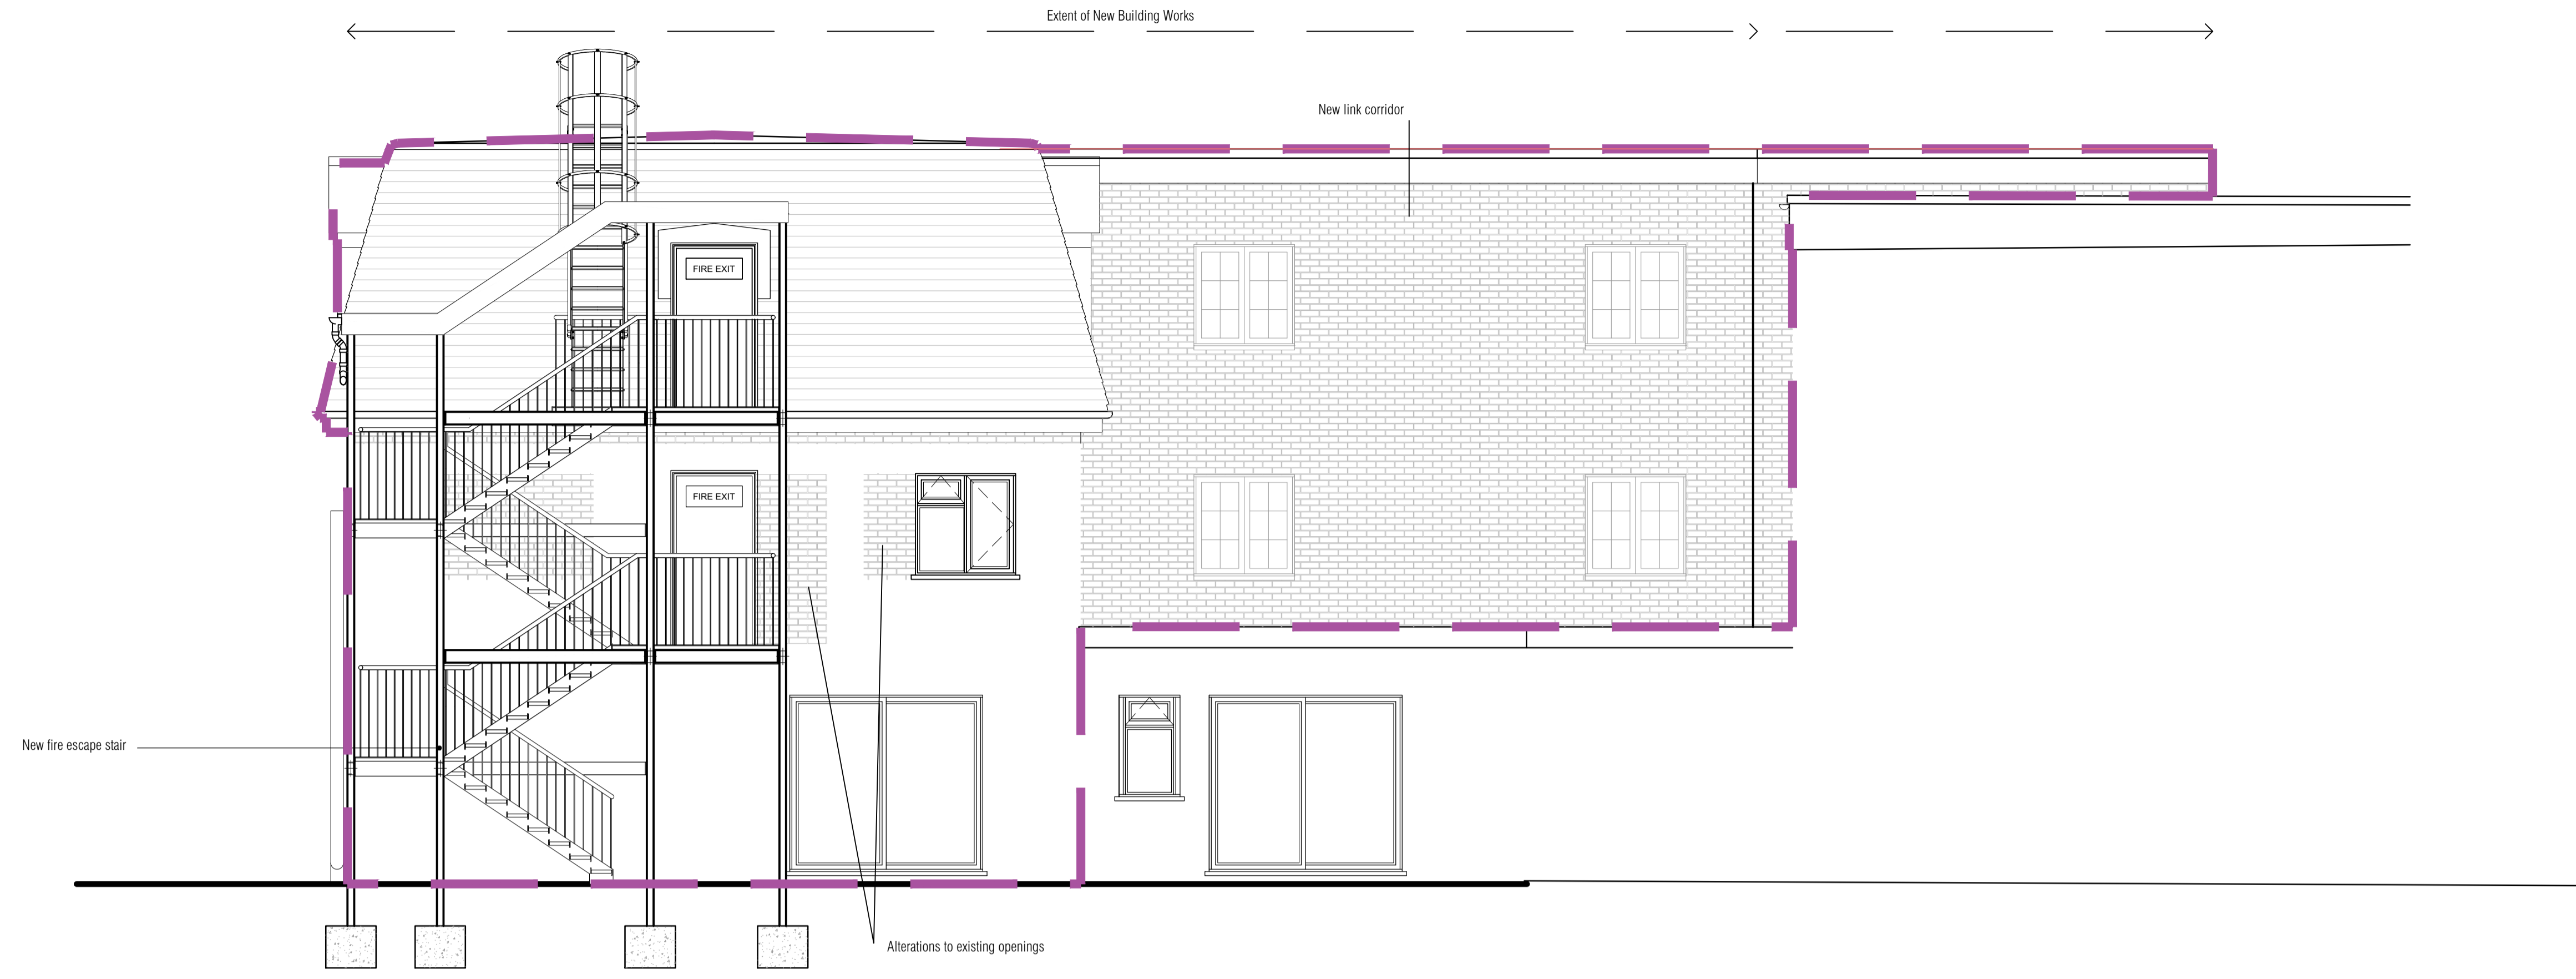 Extent of New Building Works
New link corridor
FIRE EXIT
FIRE EXIT
New fire escape stair
Alterations to existing openings